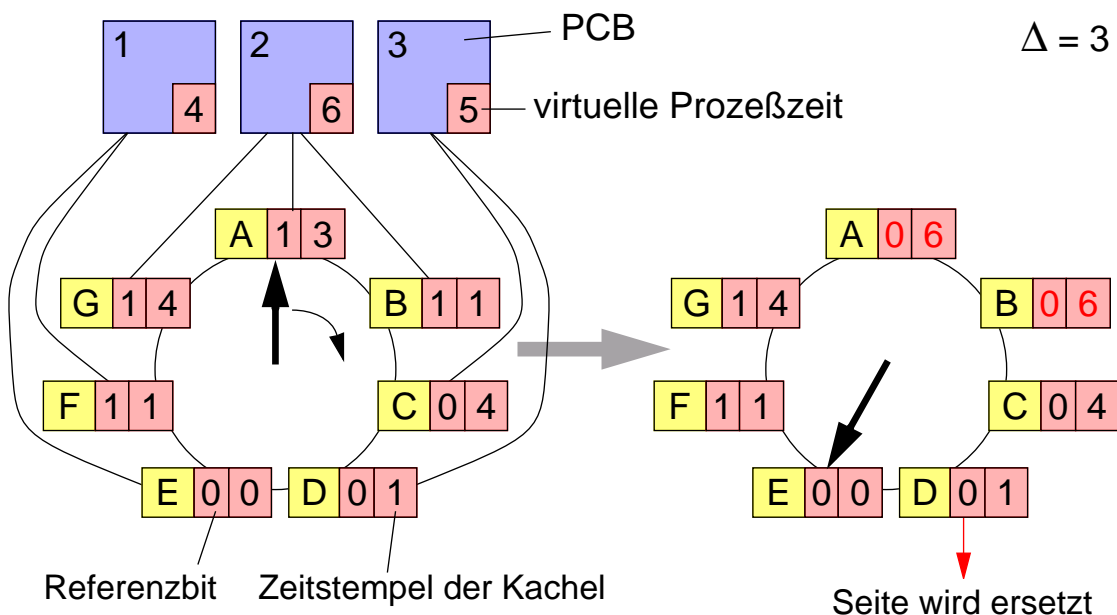 1 2 3 PCB Δ = 3
4 6 5 virtuelle Prozeßzeit
A 1 3 A 0 6
G 1 4 B 1 1 G 1 4 B 0 6
F 1 1 C 0 4 F 1 1 C 0 4
E 0 0 D 0 1 E 0 0 D 0 1
Referenzbit Zeitstempel der Kachel Seite wird ersetzt